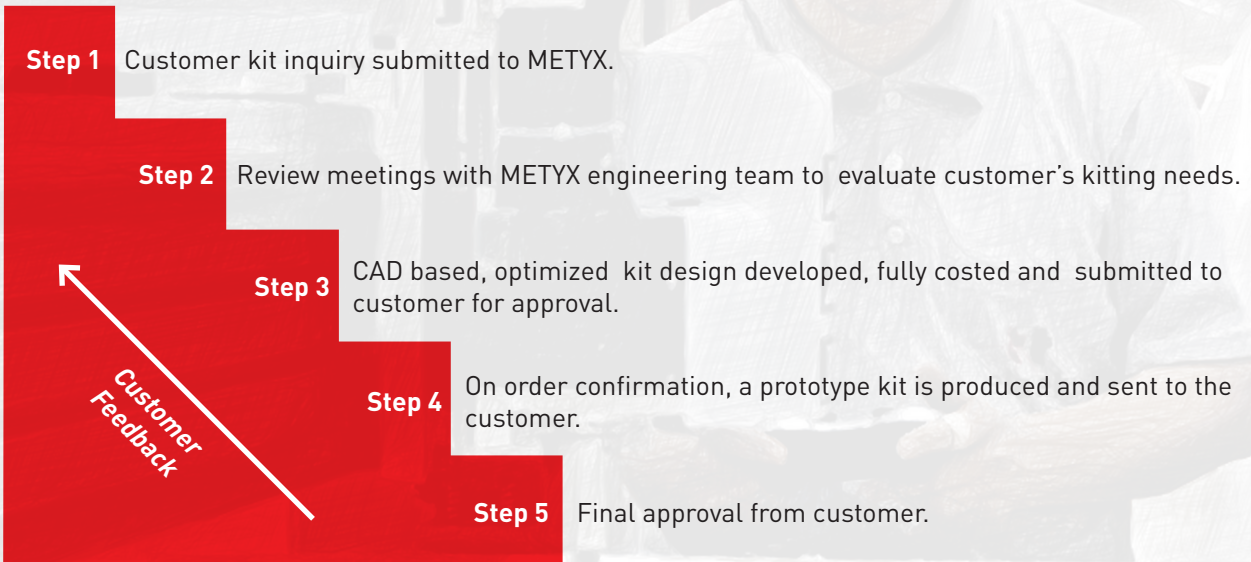 Step 1 Customer kit inquiry submitted to METYX.
Step 2 Review meetings with METYX engineering team to evaluate customer's kitting needs.
Step 3 CAD based, optimized kit design developed, fully costed and submitted to
customer for approval.
Step 4 On order confirmation, a prototype kit is produced and sent to the
customer.
Customer
Feedback
Step 5 Final approval from customer.